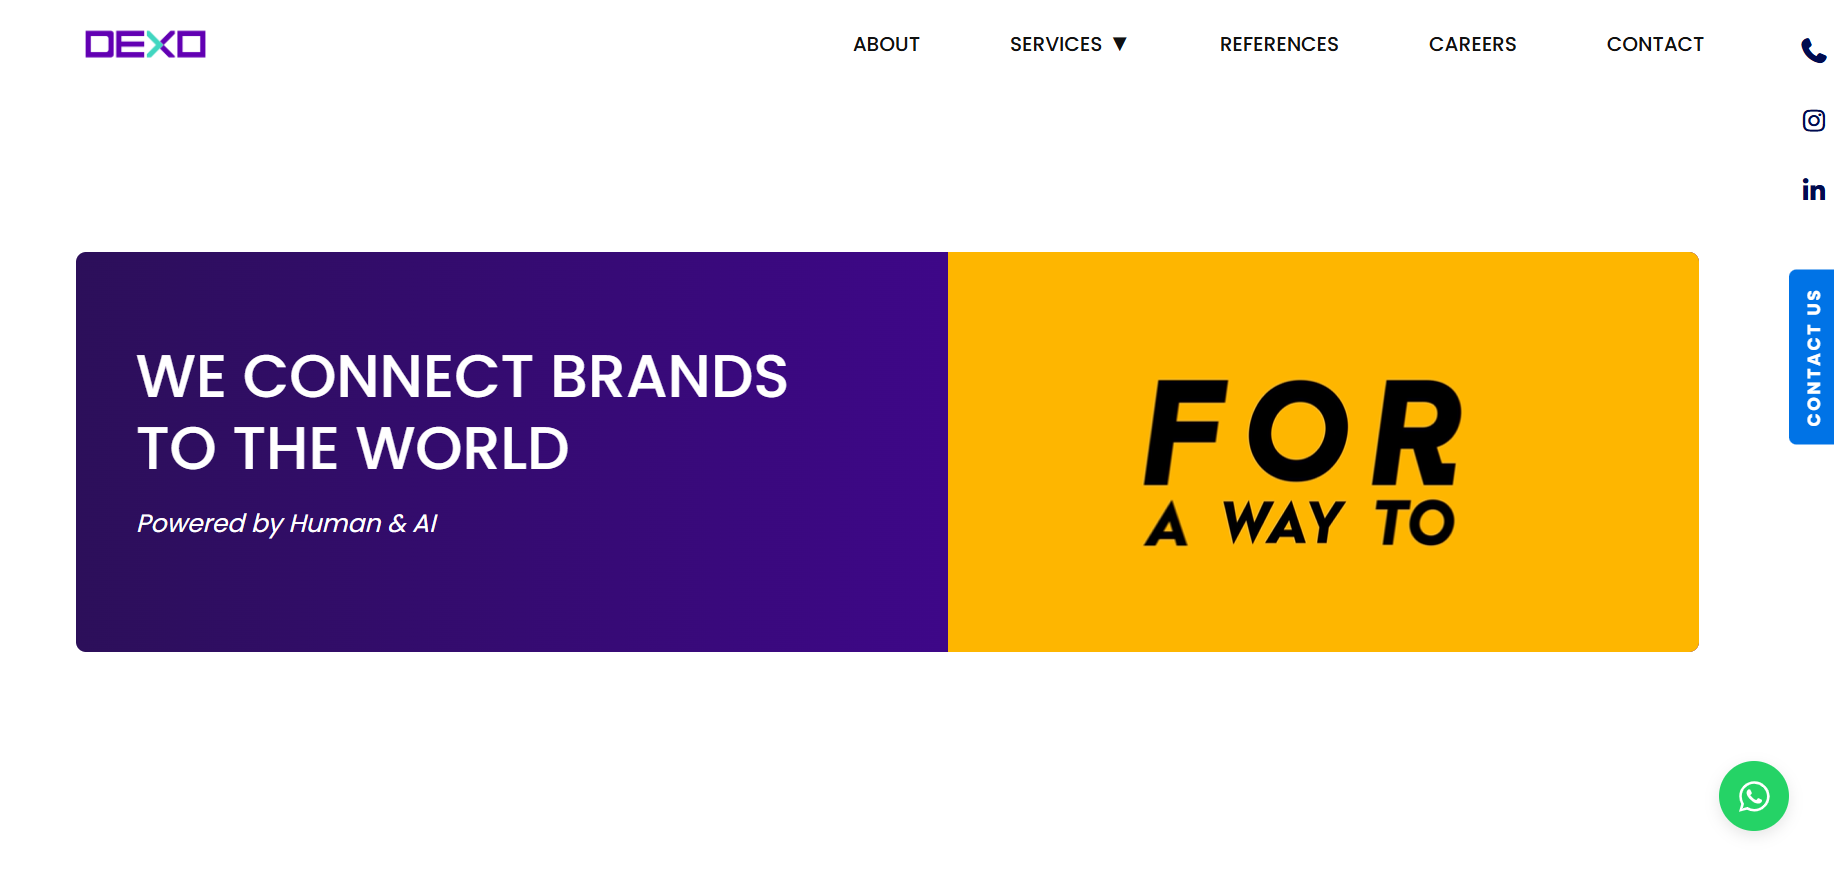 DEXO
ABOUT
SERVICES ▼
REFERENCES
CAREERS
CONTACT
WE CONNECT BRANDS
TO THE WORLD
Powered by Human & AI
FOR
A WAY TO
CONTACT US